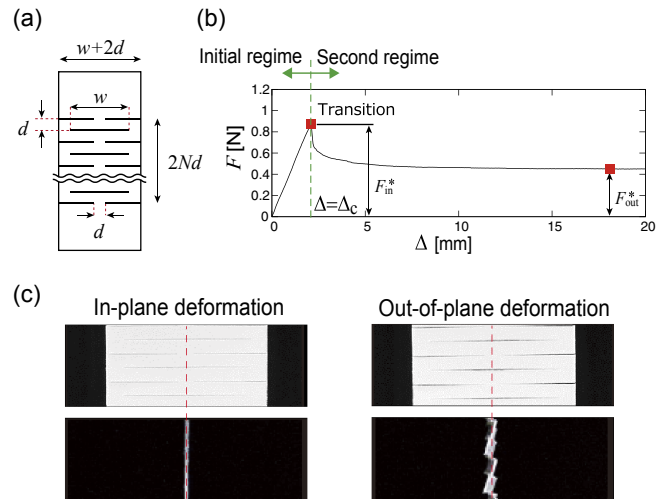 (a)
w+2d
w
d
2Nd
d
(b)
Initial regime
Second regime
1.2
1
0.8
0.6
0.4
0.2
0
F [N]
Transition
F*in
Δ=Δc
F*out
0
5
10
15
20
Δ [mm]
(c)
In-plane deformation
Out-of-plane deformation